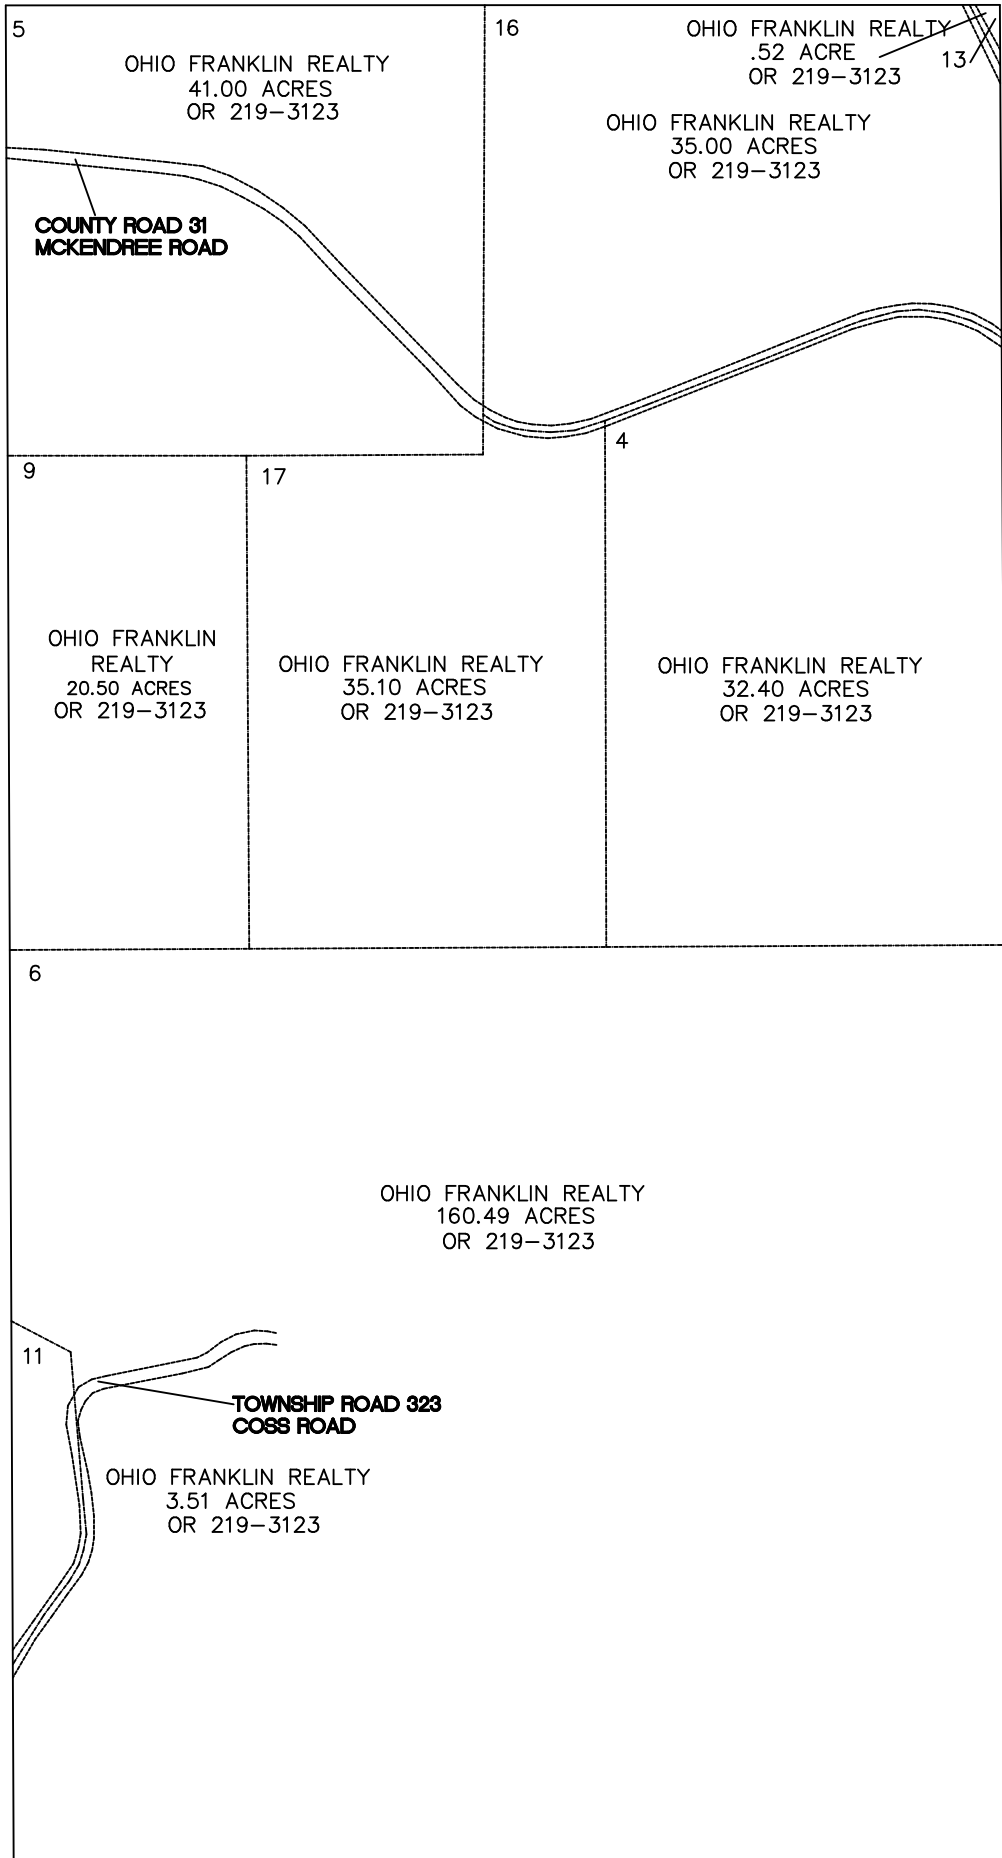 5
OHIO FRANKLIN REALTY
41.00 ACRES
OR 219-3123
16
OHIO FRANKLIN REALTY
.52 ACRE
OR 219-3123
13
OHIO FRANKLIN REALTY
35.00 ACRES
OR 219-3123
COUNTY ROAD 31
MCKENDREE ROAD
4
9
17
OHIO FRANKLIN
REALTY
20.50 ACRES
OR 219-3123
OHIO FRANKLIN REALTY
35.10 ACRES
OR 219-3123
OHIO FRANKLIN REALTY
32.40 ACRES
OR 219-3123
6
OHIO FRANKLIN REALTY
160.49 ACRES
OR 219-3123
11
TOWNSHIP ROAD 323
COSS ROAD
OHIO FRANKLIN REALTY
3.51 ACRES
OR 219-3123